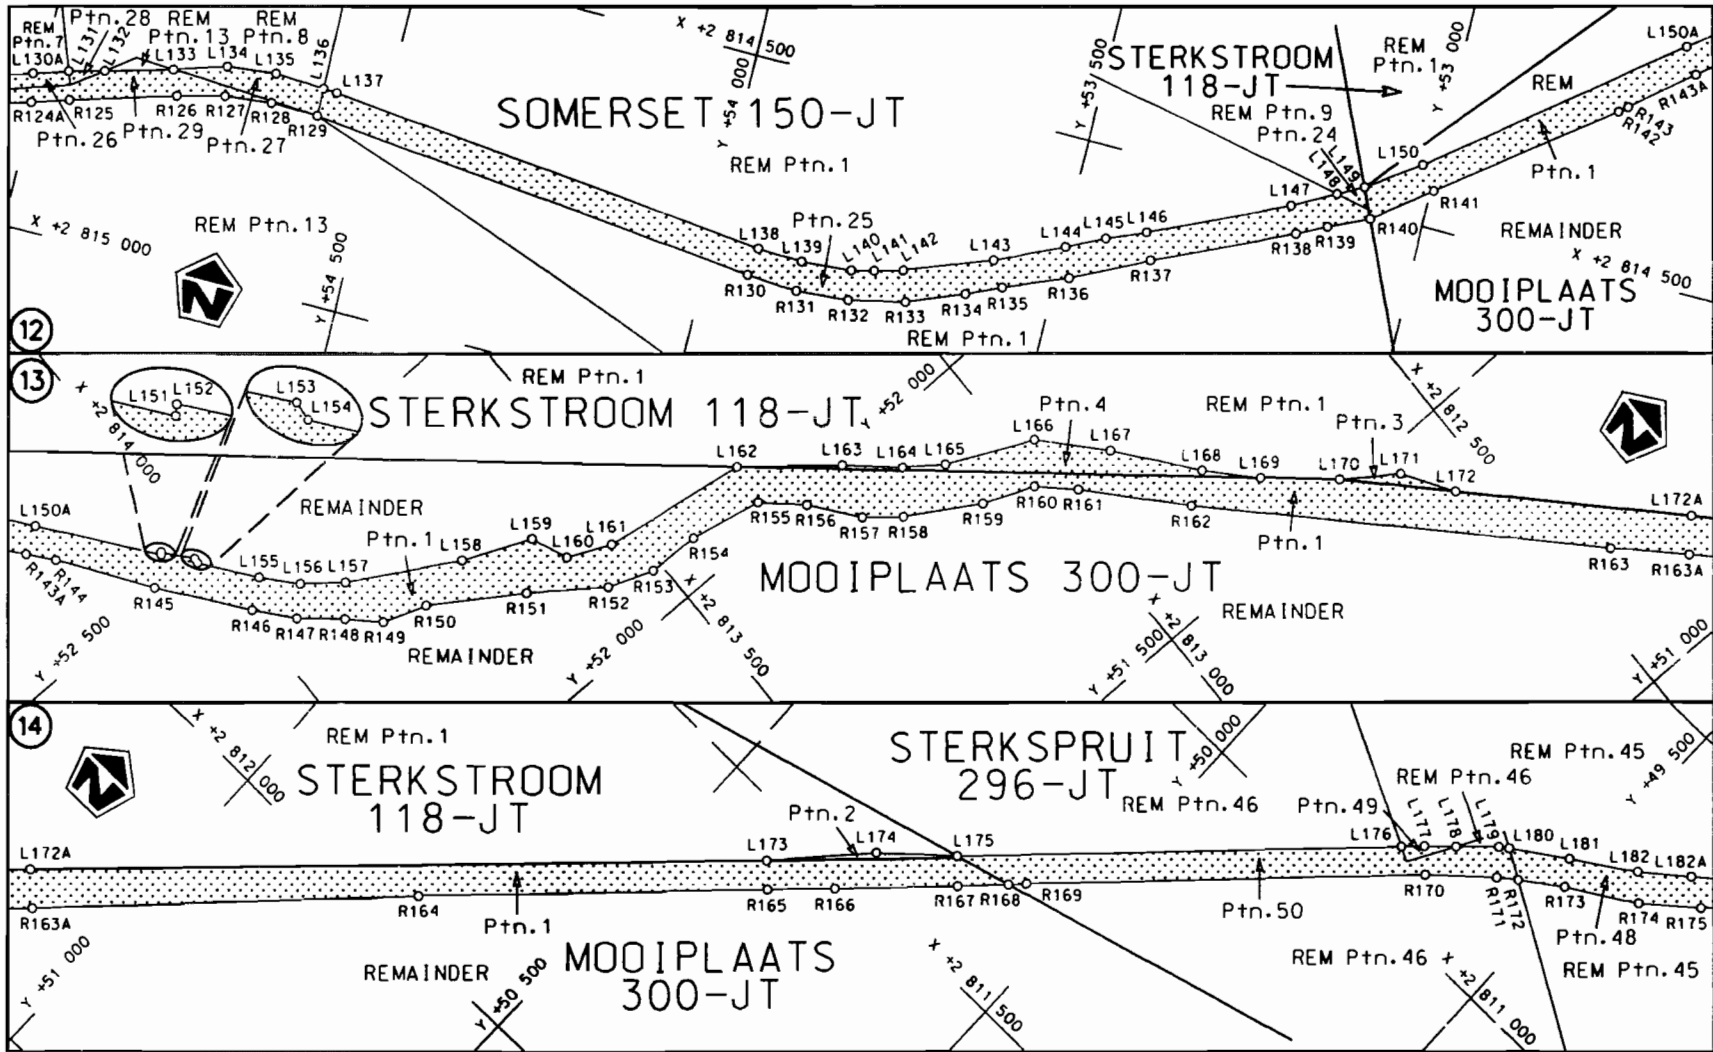 12
REM
Ptn.7
Ptn.28
REM
Ptn.13
REM
Ptn.8
L130A
L131
L132
L133
L134
L135
L136
L137
R124A
R125
R126
R127
R128
R129
Ptn.26
Ptn.29
Ptn.27
SOMERSET 150-JT
REM Ptn.1
X +2 814 500
Y +54 000
Y +53 500
STERKSTROOM
118-JT
REM
Ptn.1
Y +53 000
REM
L150A
REM Ptn.9
Ptn.24
L147
L148
L149
L150
R143A
R143
R142
Ptn.1
R141
R140
R139
R138
REMAINDER
X +2 814 500
MOOIPLAATS
300-JT
X +2 815 000
REM Ptn.13
Y +54 500
Ptn.25
L138
L139
L140
L141
L142
L143
L144
L145
L146
R130
R131
R132
R133
R134
R135
R136
R137
REM Ptn.1
13
X +2 814 000
L151
L152
L153
L154
REM Ptn.1
STERKSTROOM 118-JT
Y +52 000
Ptn.4
REM Ptn.1
Ptn.3
X +2 812 500
L162
L163
L164
L165
L166
L167
L168
L169
L170
L171
L172
L172A
REMAINDER
L150A
Ptn.1
L155
L156
L157
L158
L159
L160
L161
R143A
R144
R145
R146
R147
R148
R149
R150
R151
R152
R153
R154
R155
R156
R157
R158
R159
R160
R161
R162
R163
R163A
Ptn.1
MOOIPLAATS 300-JT
REMAINDER
REMAINDER
Y +52 500
Y +52 000
X +2 813 500
Y +51 500
X +2 813 000
Y +51 000
14
X +2 812 000
REM Ptn.1
STERKSTROOM
118-JT
STERKSPRUIT
296-JT
Y +50 000
REM Ptn.46
REM Ptn.45
REM Ptn.46
Ptn.49
Y +49 500
Ptn.2
L172A
L173
L174
L175
L176
L177
L178
L179
L180
L181
L182
L182A
R163A
R164
R165
R166
R167
R168
R169
R170
R171
R172
R173
R174
R175
Ptn.1
Ptn.50
Ptn.48
MOOIPLAATS
300-JT
REMAINDER
REM Ptn.46
REM Ptn.45
Y +51 000
Y +50 500
X +2 811 500
X +2 811 000